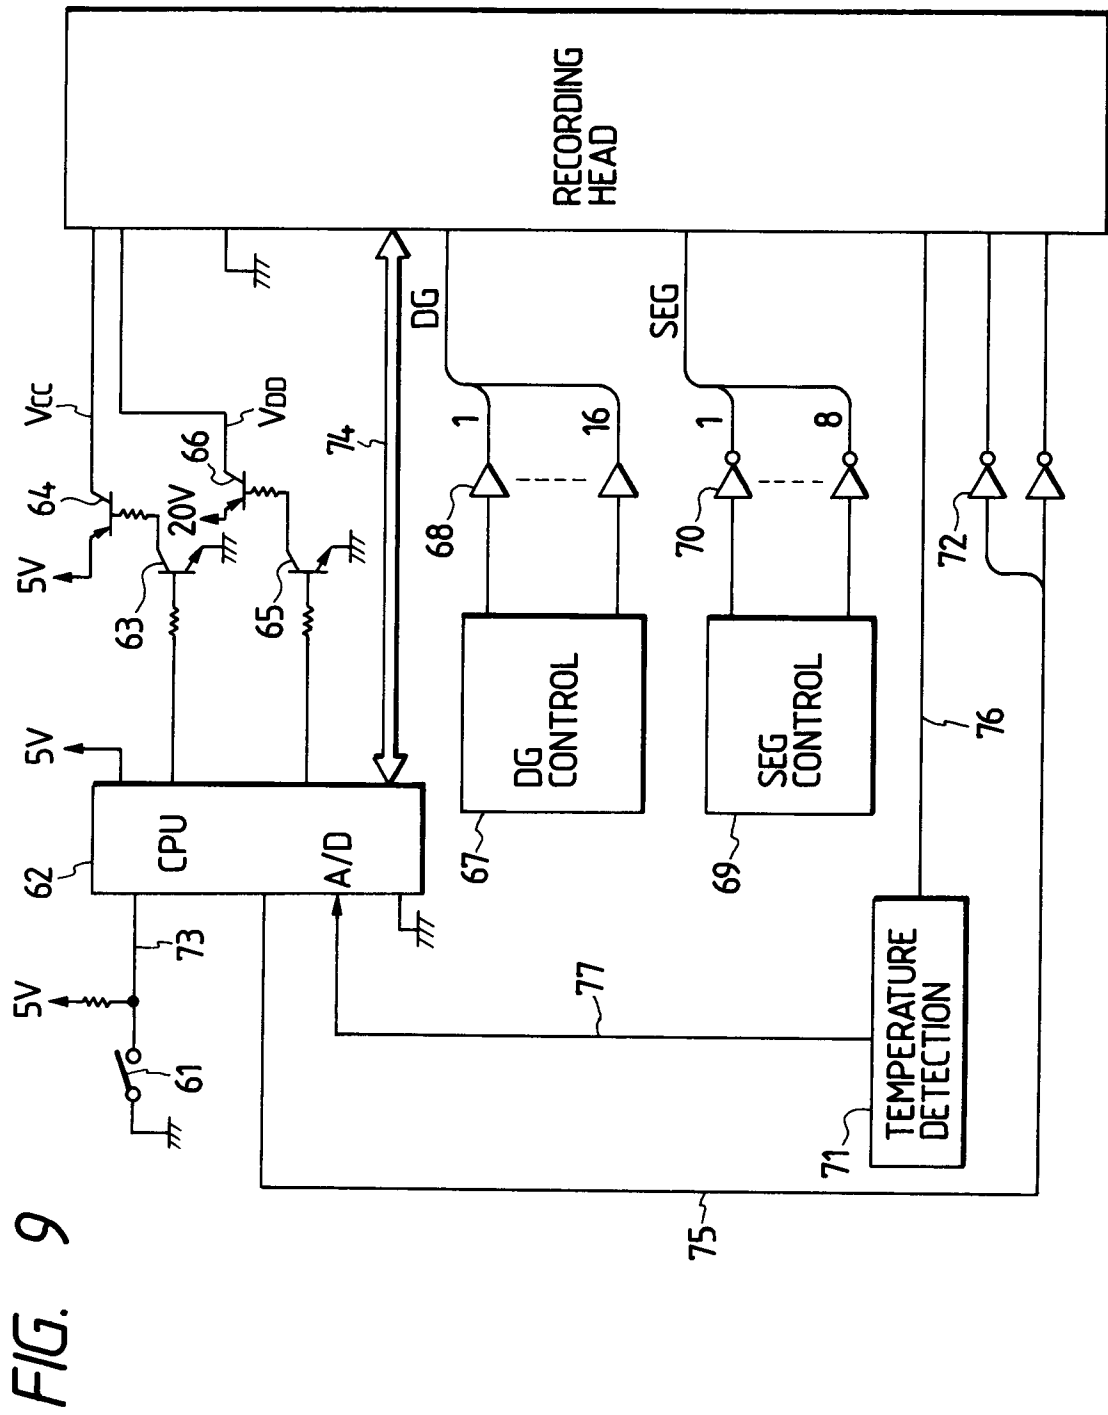 FIG. 9
5V
61
73
62
CPU
A/D
5V
63
65
5V
64
VCC
20V
66
VDD
74
DG
67
DG
CONTROL
68
1
16
SEG
69
SEG
CONTROL
70
1
8
RECORDING
HEAD
71
TEMPERATURE
DETECTION
72
75
76
77